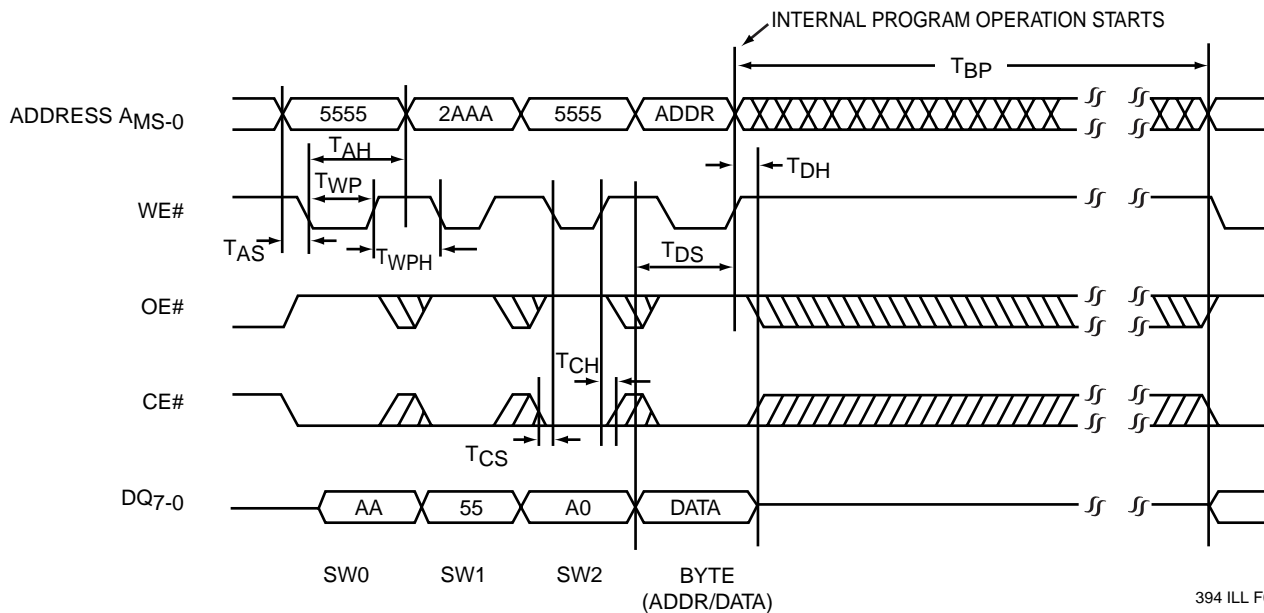 INTERNAL PROGRAM OPERATION STARTS
TBP
ADDRESS AMS-0
5555 2AAA 5555 ADDR
TAH
TDH
TWP
WE#
TAS
TWPH
TDS
OE#
TCH
CE#
TCS
DQ7-0
AA 55 A0 DATA
SW0 SW1 SW2 BYTE
(ADDR/DATA)
394 ILL